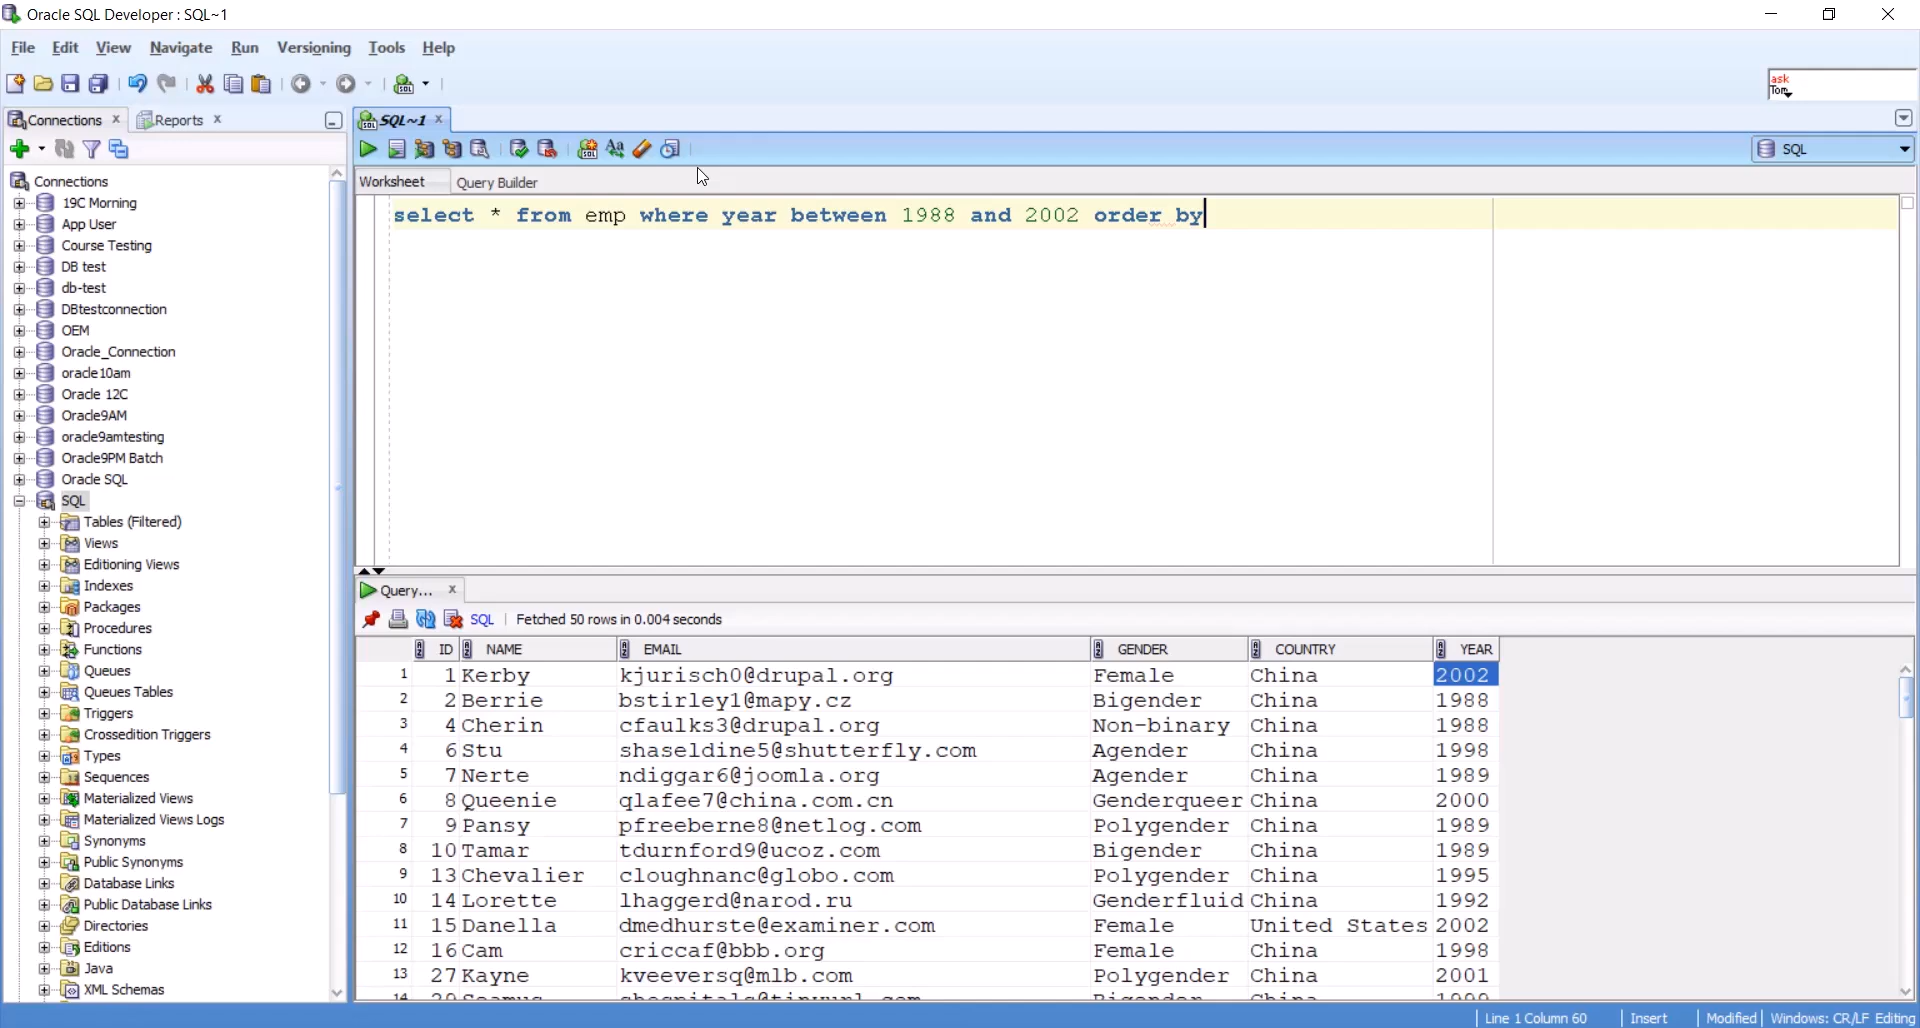 Oracle SQL Developer : SQL~1
File Edit View Navigate Run Versioning Tools Help
ask
Tom
Connections Reports SQL~1
SQL
Worksheet Query Builder
select * from emp where year between 1988 and 2002 order by
Connections
19C Morning
App User
Course Testing
DB test
db-test
DBtestconnection
OEM
Oracle_Connection
oracle10am
Oracle 12C
Oracle9AM
oracle9amtesting
Oracle9PM Batch
Oracle SQL
SQL
Tables (Filtered)
Views
Editioning Views
Indexes
Packages
Procedures
Functions
Queues
Queues Tables
Triggers
Crossedition Triggers
Types
Sequences
Materialized Views
Materialized Views Logs
Synonyms
Public Synonyms
Database Links
Public Database Links
Directories
Editions
Java
XML Schemas
Query...
SQL Fetched 50 rows in 0.004 seconds
ID NAME EMAIL GENDER COUNTRY YEAR
1 1 Kerby kjurisch0@drupal.org Female China 2002
2 2 Berrie bstirley1@mapy.cz Bigender China 1988
3 4 Cherin cfaulks3@drupal.org Non-binary China 1988
4 6 Stu shaseldine5@shutterfly.com Agender China 1998
5 7 Nerte ndiggar6@joomla.org Agender China 1989
6 8 Queenie qlafee7@china.com.cn Genderqueer China 2000
7 9 Pansy pfreeberne8@netlog.com Polygender China 1989
8 10 Tamar tdurnford9@ucoz.com Bigender China 1989
9 13 Chevalier cloughnanc@globo.com Polygender China 1995
10 14 Lorette lhaggerd@narod.ru Genderfluid China 1992
11 15 Danella dmedhurste@examiner.com Female United States 2002
12 16 Cam criccaf@bbb.org Female China 1998
13 27 Kayne kveeversq@mlb.com Polygender China 2001
14
Line 1 Column 60 Insert Modified Windows: CR/LF Editing